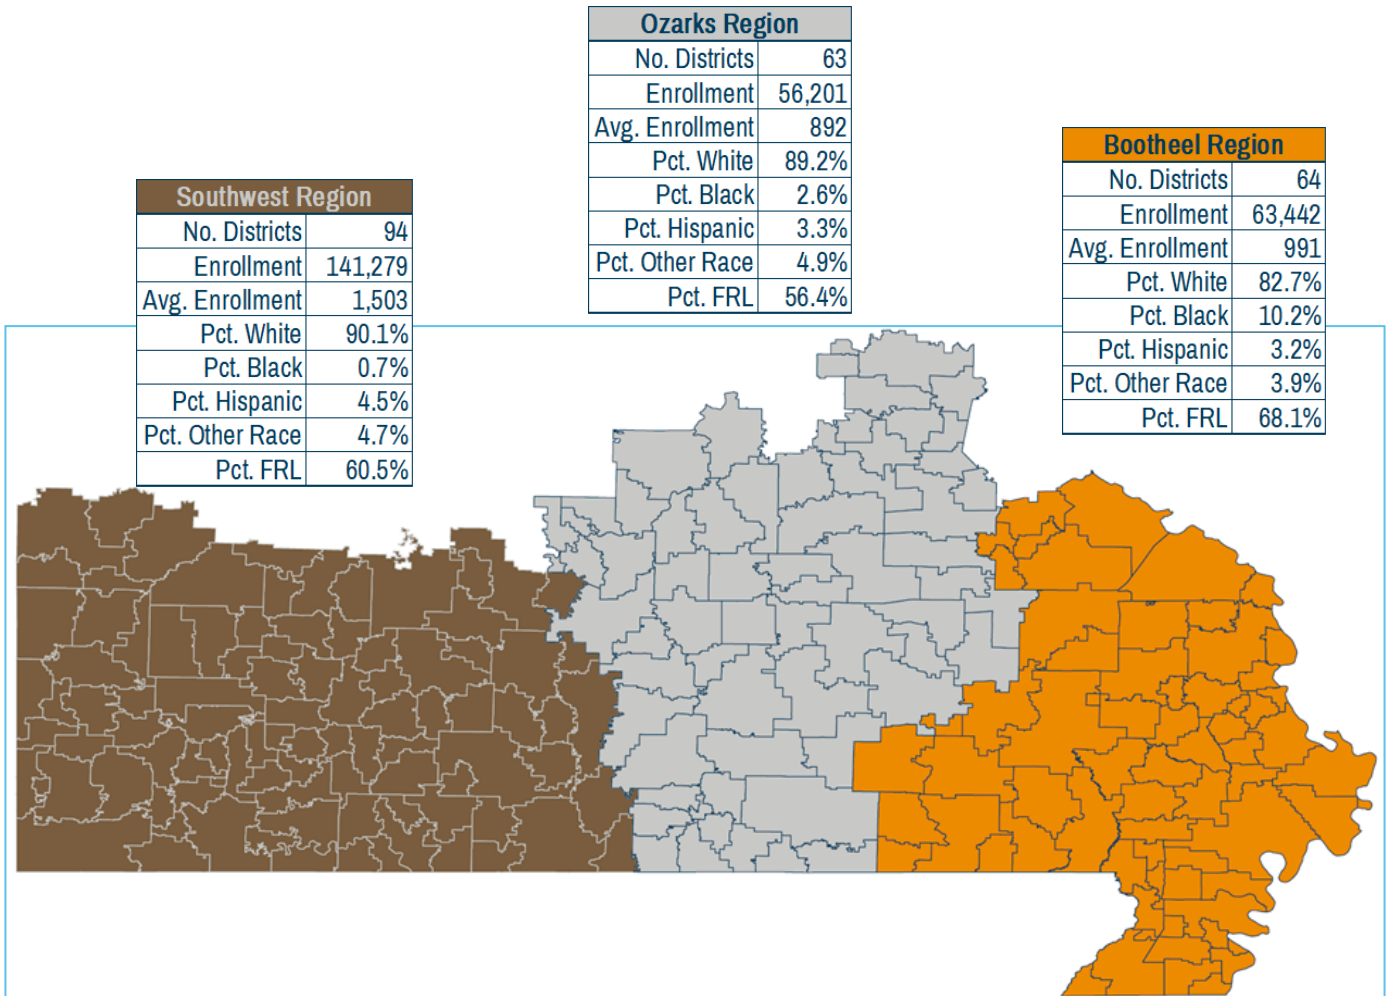 Ozarks Region
No. Districts 63
Enrollment 56,201
Avg. Enrollment 892
Pct. White 89.2%
Pct. Black 2.6%
Pct. Hispanic 3.3%
Pct. Other Race 4.9%
Pct. FRL 56.4%
Bootheel Region
No. Districts 64
Enrollment 63,442
Avg. Enrollment 991
Pct. White 82.7%
Pct. Black 10.2%
Pct. Hispanic 3.2%
Pct. Other Race 3.9%
Pct. FRL 68.1%
Southwest Region
No. Districts 94
Enrollment 141,279
Avg. Enrollment 1,503
Pct. White 90.1%
Pct. Black 0.7%
Pct. Hispanic 4.5%
Pct. Other Race 4.7%
Pct. FRL 60.5%